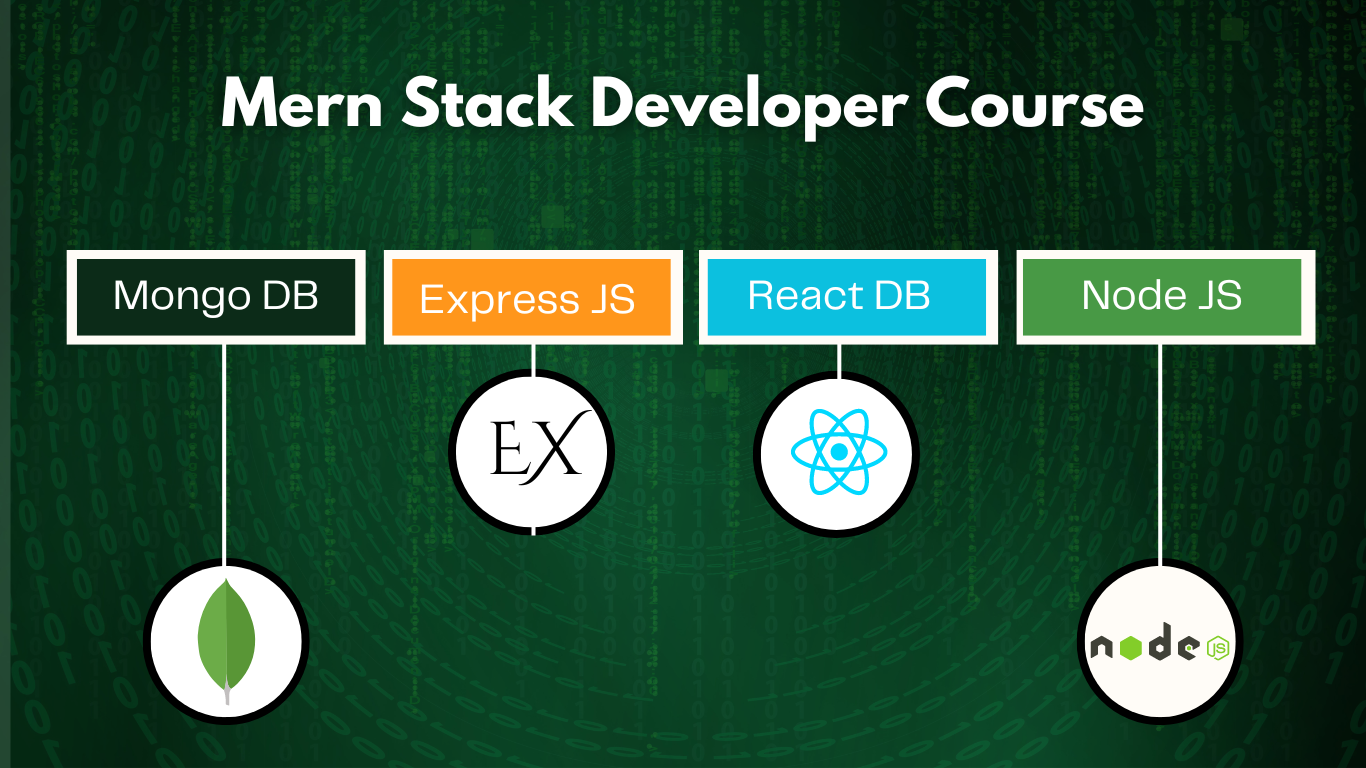 Mern Stack Developer Course
Mongo DB
Express JS
React DB
Node JS
EX
node JS